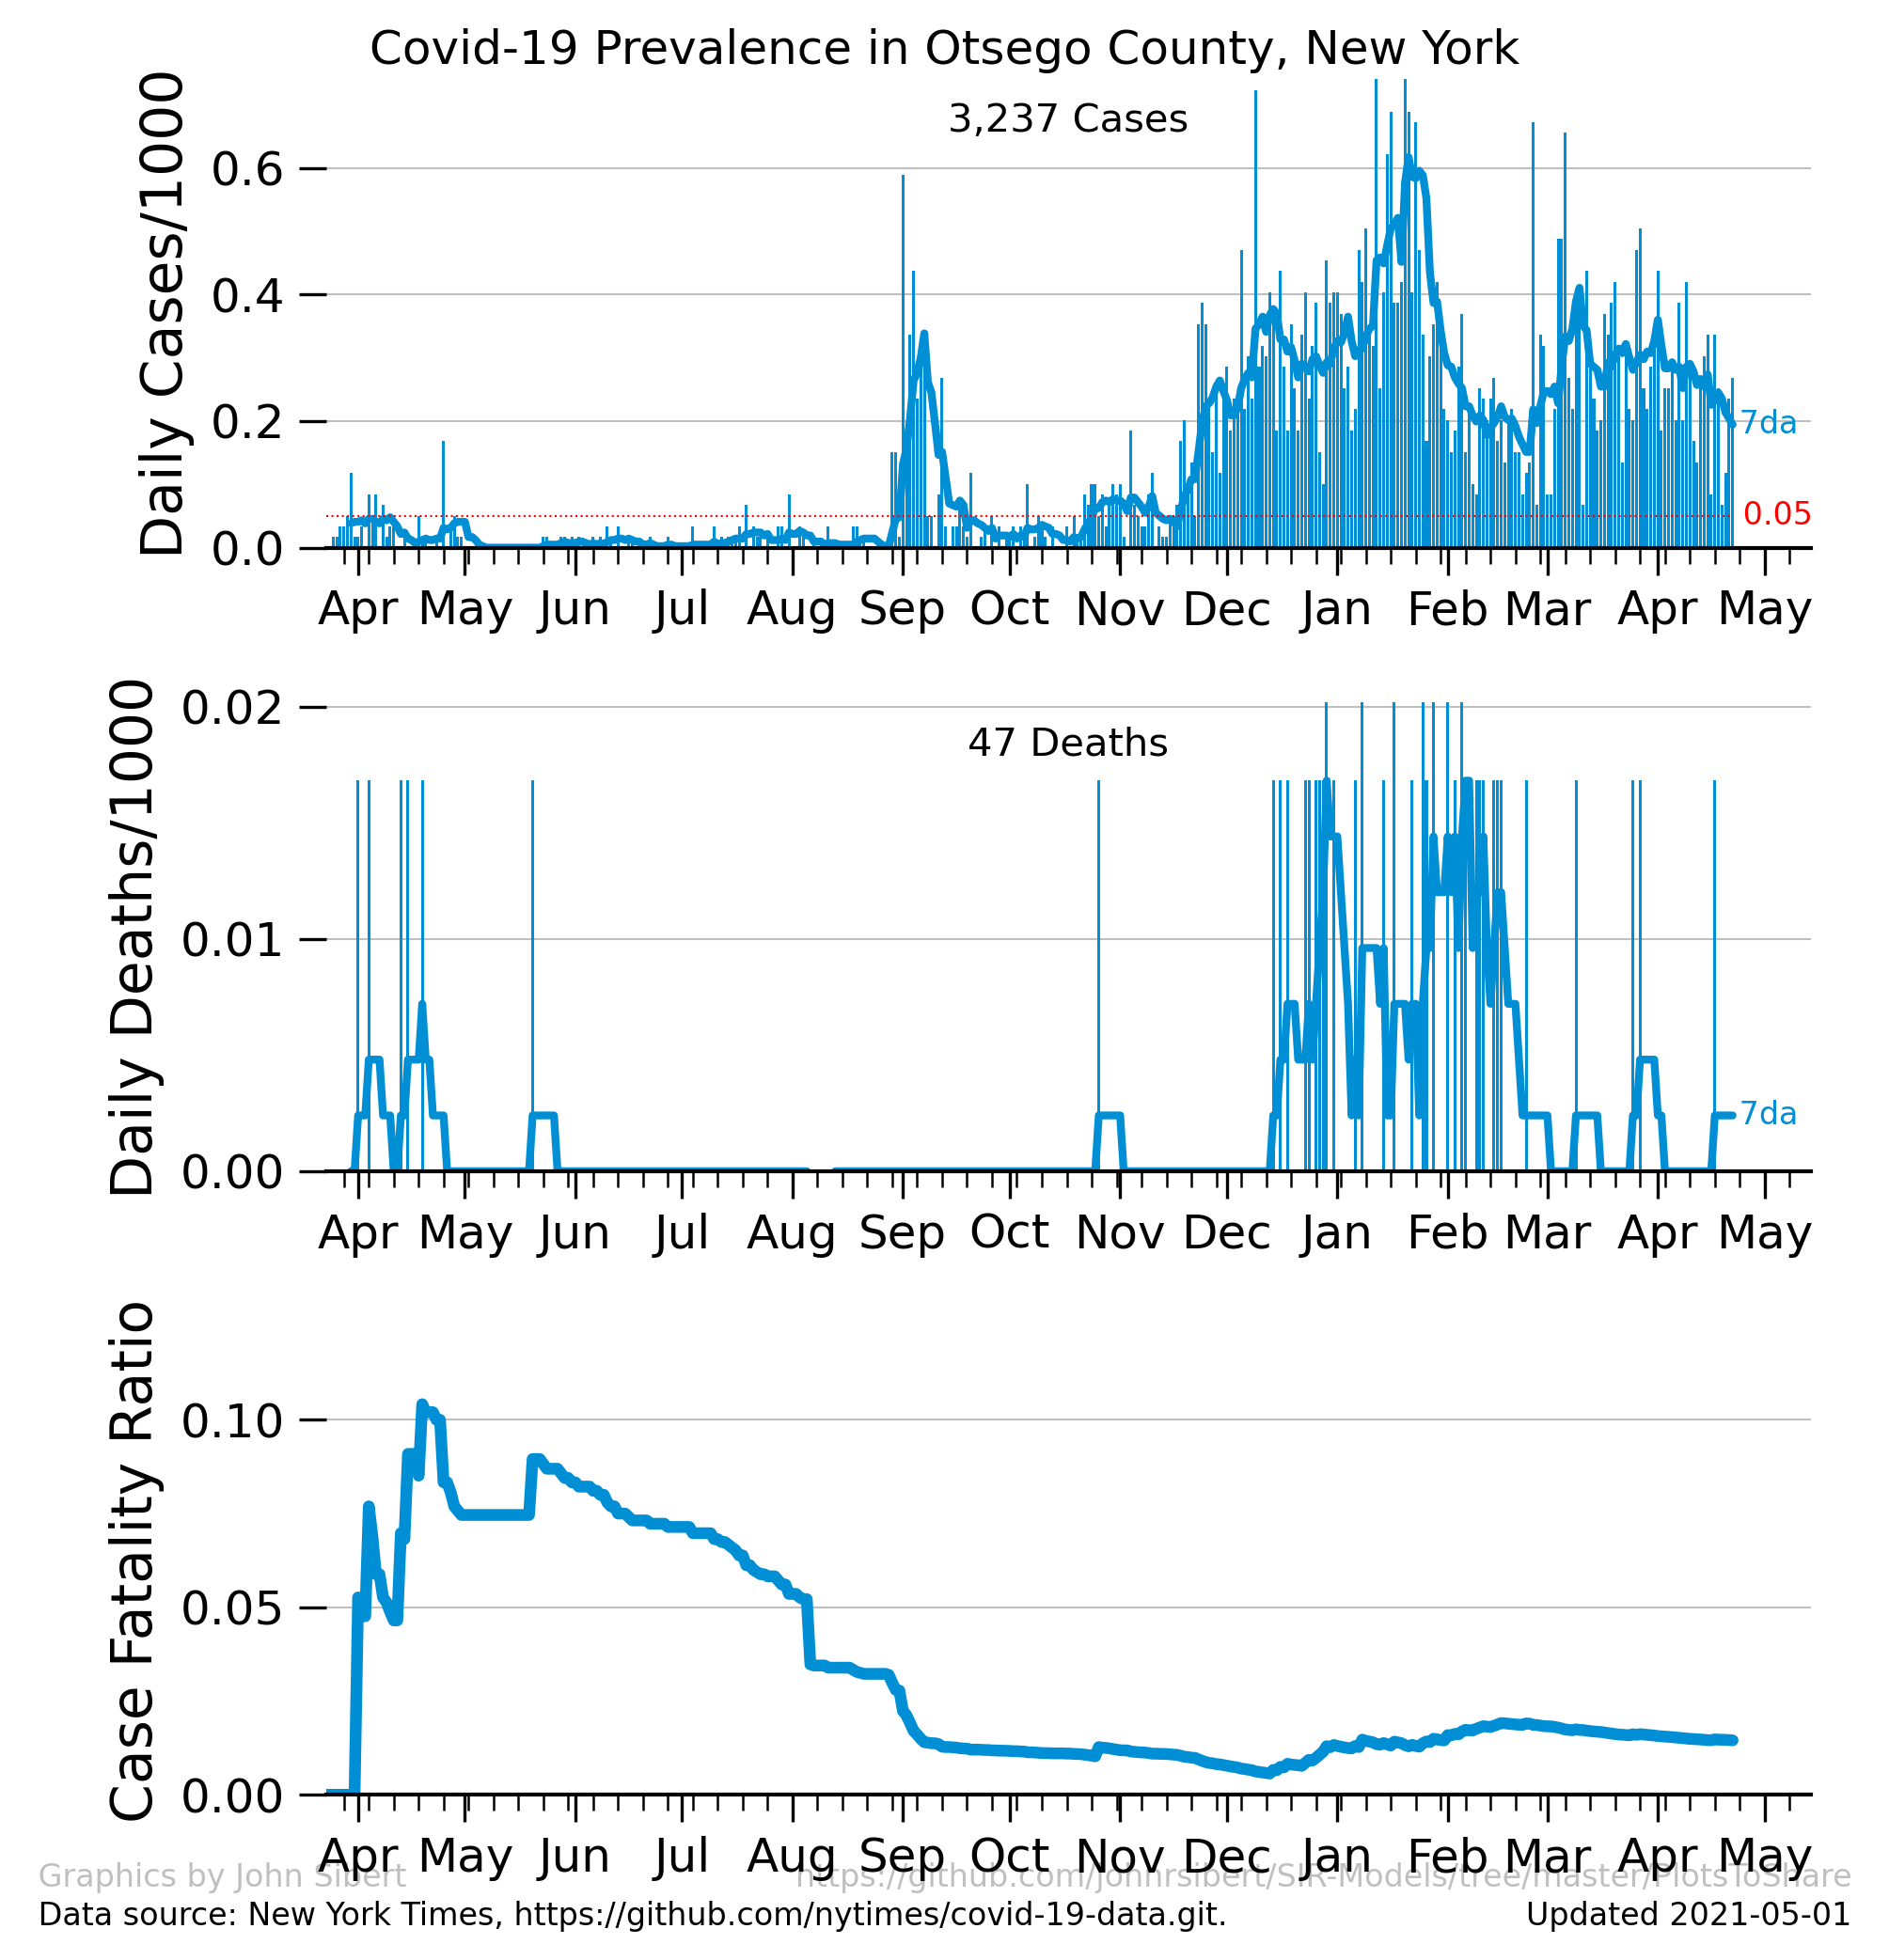 Covid-19 Prevalence in Otsego County, New York
3,237 Cases
Daily Cases/1000
0.6
0.4
0.2
0.0
7da
0.05
Apr May Jun Jul Aug Sep Oct Nov Dec Jan Feb Mar Apr May
47 Deaths
Daily Deaths/1000
0.02
0.01
0.00
7da
Apr May Jun Jul Aug Sep Oct Nov Dec Jan Feb Mar Apr May
Case Fatality Ratio
0.10
0.05
0.00
Apr May Jun Jul Aug Sep Oct Nov Dec Jan Feb Mar Apr May
Graphics by John Sibert https://github.com/johnrsibert/SIR-Models/tree/master/PlotsToShare
Data source: New York Times, https://github.com/nytimes/covid-19-data.git. Updated 2021-05-01